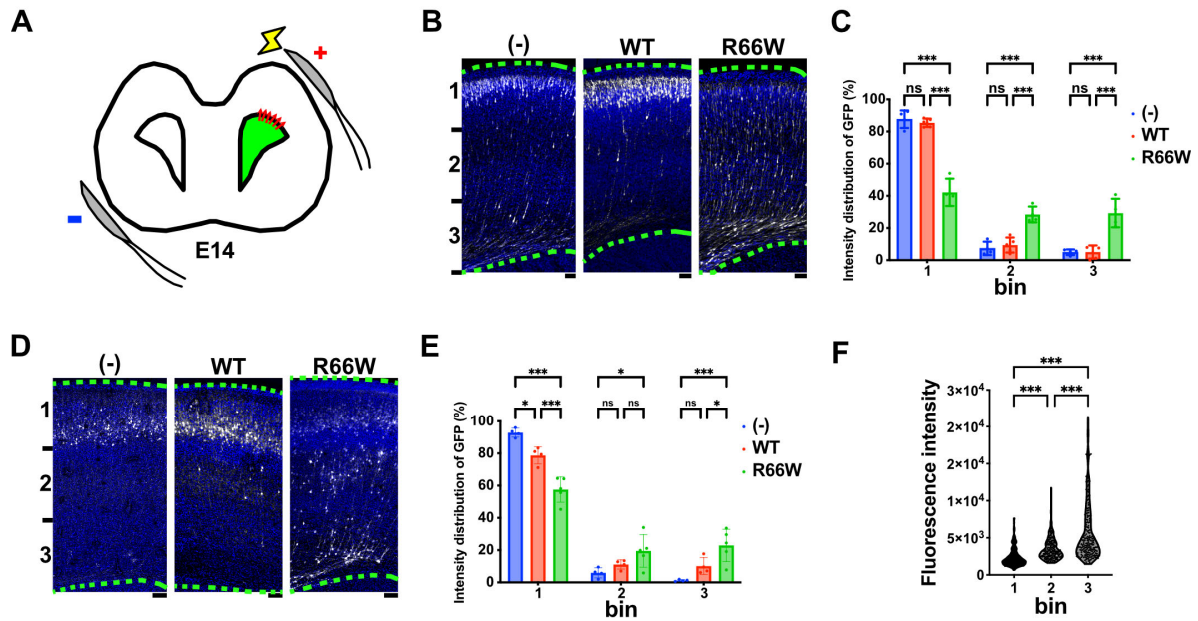 A
+
−
E14
B
(-) WT R66W
1
2
3
C
*** *** ***
ns *** ns *** ns ***
Intensity distribution of GFP (%)
100
80
60
40
20
0
1 2 3
bin
(-)
WT
R66W
D
(-) WT R66W
1
2
3
E
*** * ***
* *** ns ns ns *
Intensity distribution of GFP (%)
100
80
60
40
20
0
1 2 3
bin
(-)
WT
R66W
F
***
*** ***
Fluorescence intensity
3×10⁴
2×10⁴
2×10⁴
1×10⁴
5×10³
0
1 2 3
bin